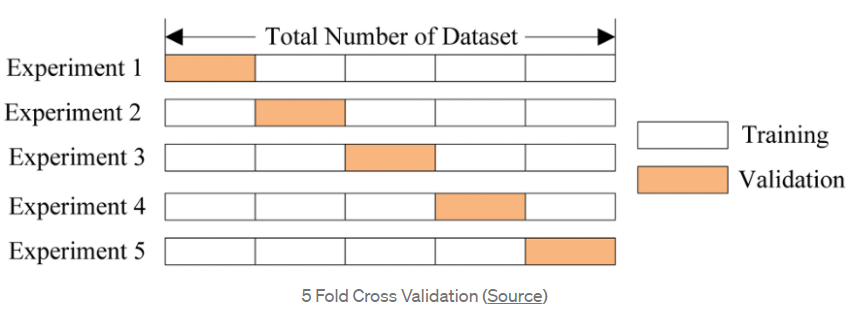 Total Number of Dataset
Experiment 1
Experiment 2
Experiment 3
Experiment 4
Experiment 5
Training
Validation
5 Fold Cross Validation (Source)